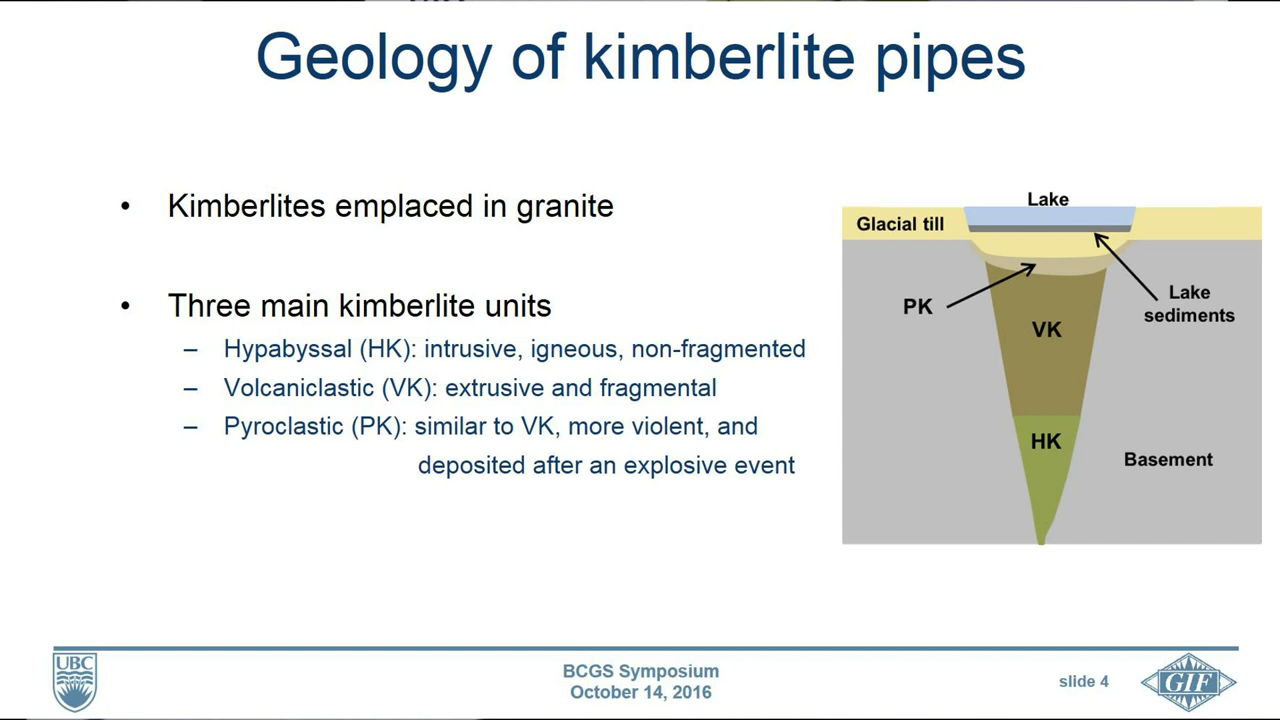 Geology of kimberlite pipes
• Kimberlites emplaced in granite
• Three main kimberlite units
– Hypabyssal (HK): intrusive, igneous, non-fragmented
– Volcaniclastic (VK): extrusive and fragmental
– Pyroclastic (PK): similar to VK, more violent, and
deposited after an explosive event
Lake
Glacial till
PK
VK
Lake
sediments
HK
Basement
UBC
BCGS Symposium
October 14, 2016
slide 4
GIF